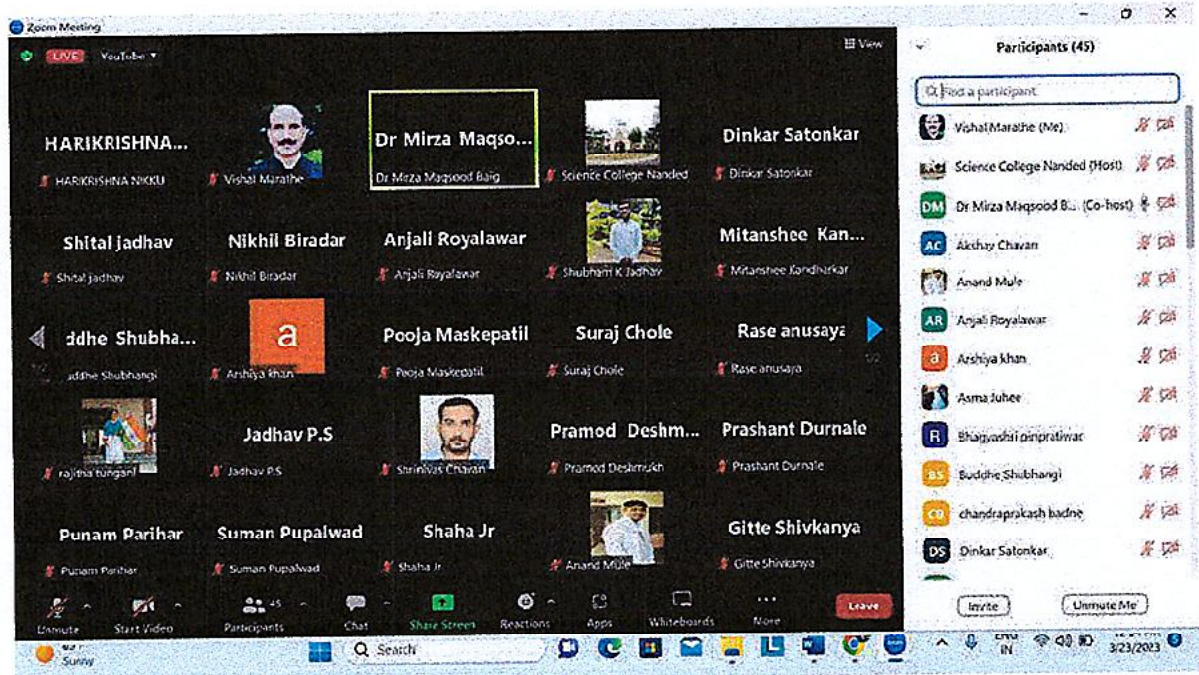 Zoom Meeting
LIVE YouTube
View
HARIKRISHNA...
HARIKRISHNA NIKKU
Vishal Marathe
Dr Mirza Maqso...
Dr Mirza Maqsood Baig
Science College Nanded
Dinkar Satonkar
Dinkar Satonkar
Shital jadhav
Shital jadhav
Nikhil Biradar
Nikhil Biradar
Anjali Royalawar
Anjali Royalawar
Shubham K Jadhav
Mitanshee Kan...
Mitanshee Kandharkar
ddhe Shubha...
uddhe Shubhangi
a
Arshiya khan
Pooja Maskepatil
Pooja Maskepatil
Suraj Chole
Suraj Chole
Rase anusaya
Rase anusaya
1/2
rajitha tungani
Jadhav P.S
Jadhav P.S
Shrinivas Chavan
Pramod Deshm...
Pramod Deshmukh
Prashant Durnale
Prashant Durnale
Punam Parihar
Punam Parihar
Suman Pupalwad
Suman Pupalwad
Shaha Jr
Shaha Jr
Anand Mule
Gitte Shivkanya
Gitte Shivkanya
Unmute
Start Video
45
Participants
Chat
Share Screen
Reactions
Apps
Whiteboards
More
Leave
Participants (45)
Find a participant
Vishal Marathe (Me)
Science College Nanded (Host)
DM Dr Mirza Maqsood B... (Co-host)
AC Akshay Chavan
Anand Mule
AR Anjali Royalawar
a Arshiya khan
Asma Juhee
B Bhagyashri pinpratiwar
BS Buddhe Shubhangi
CB chandraprakash badne
DS Dinkar Satonkar
Invite
Unmute Me
Sunny
Search
ENG
IN
3/23/2023